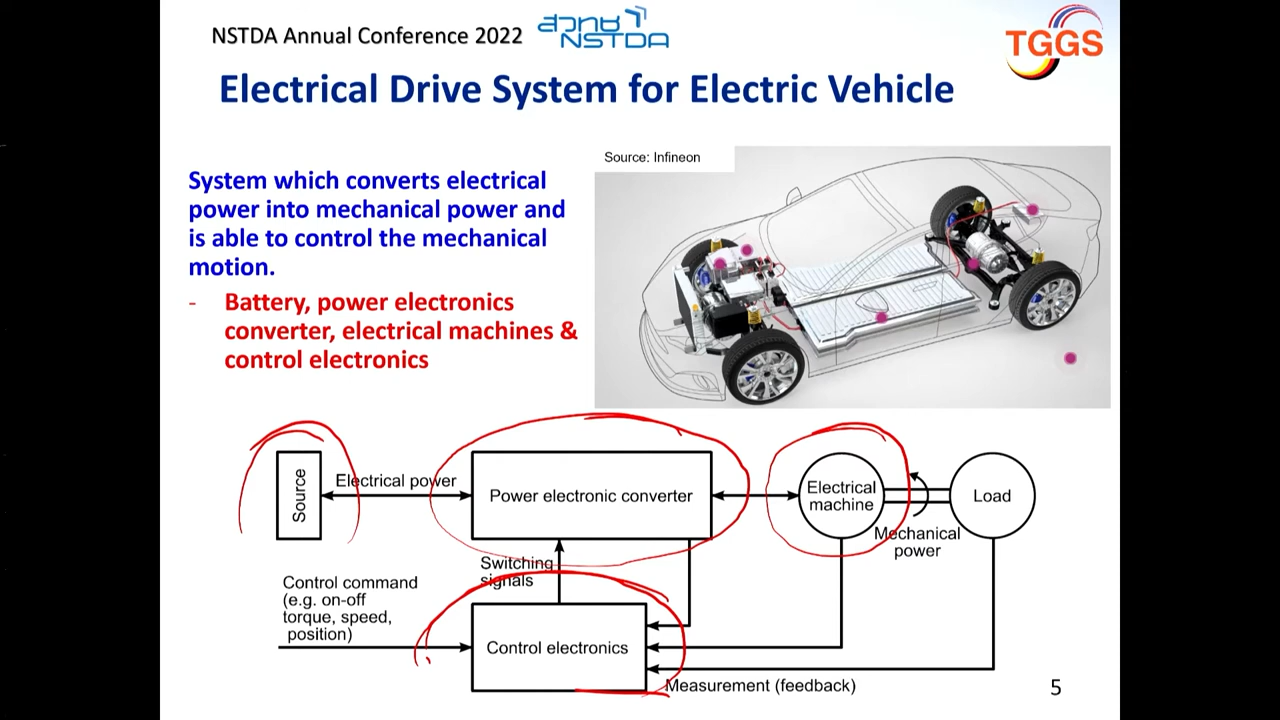 NSTDA Annual Conference 2022
สวทช
NSTDA
TGGS
Electrical Drive System for Electric Vehicle
System which converts electrical
power into mechanical power and
is able to control the mechanical
motion.
- Battery, power electronics
converter, electrical machines &
control electronics
Source: Infineon
Source
Electrical power
Power electronic converter
Electrical
machine
Load
Mechanical
power
Switching
signals
Control command
(e.g. on-off
torque, speed,
position)
Control electronics
Measurement (feedback)
5